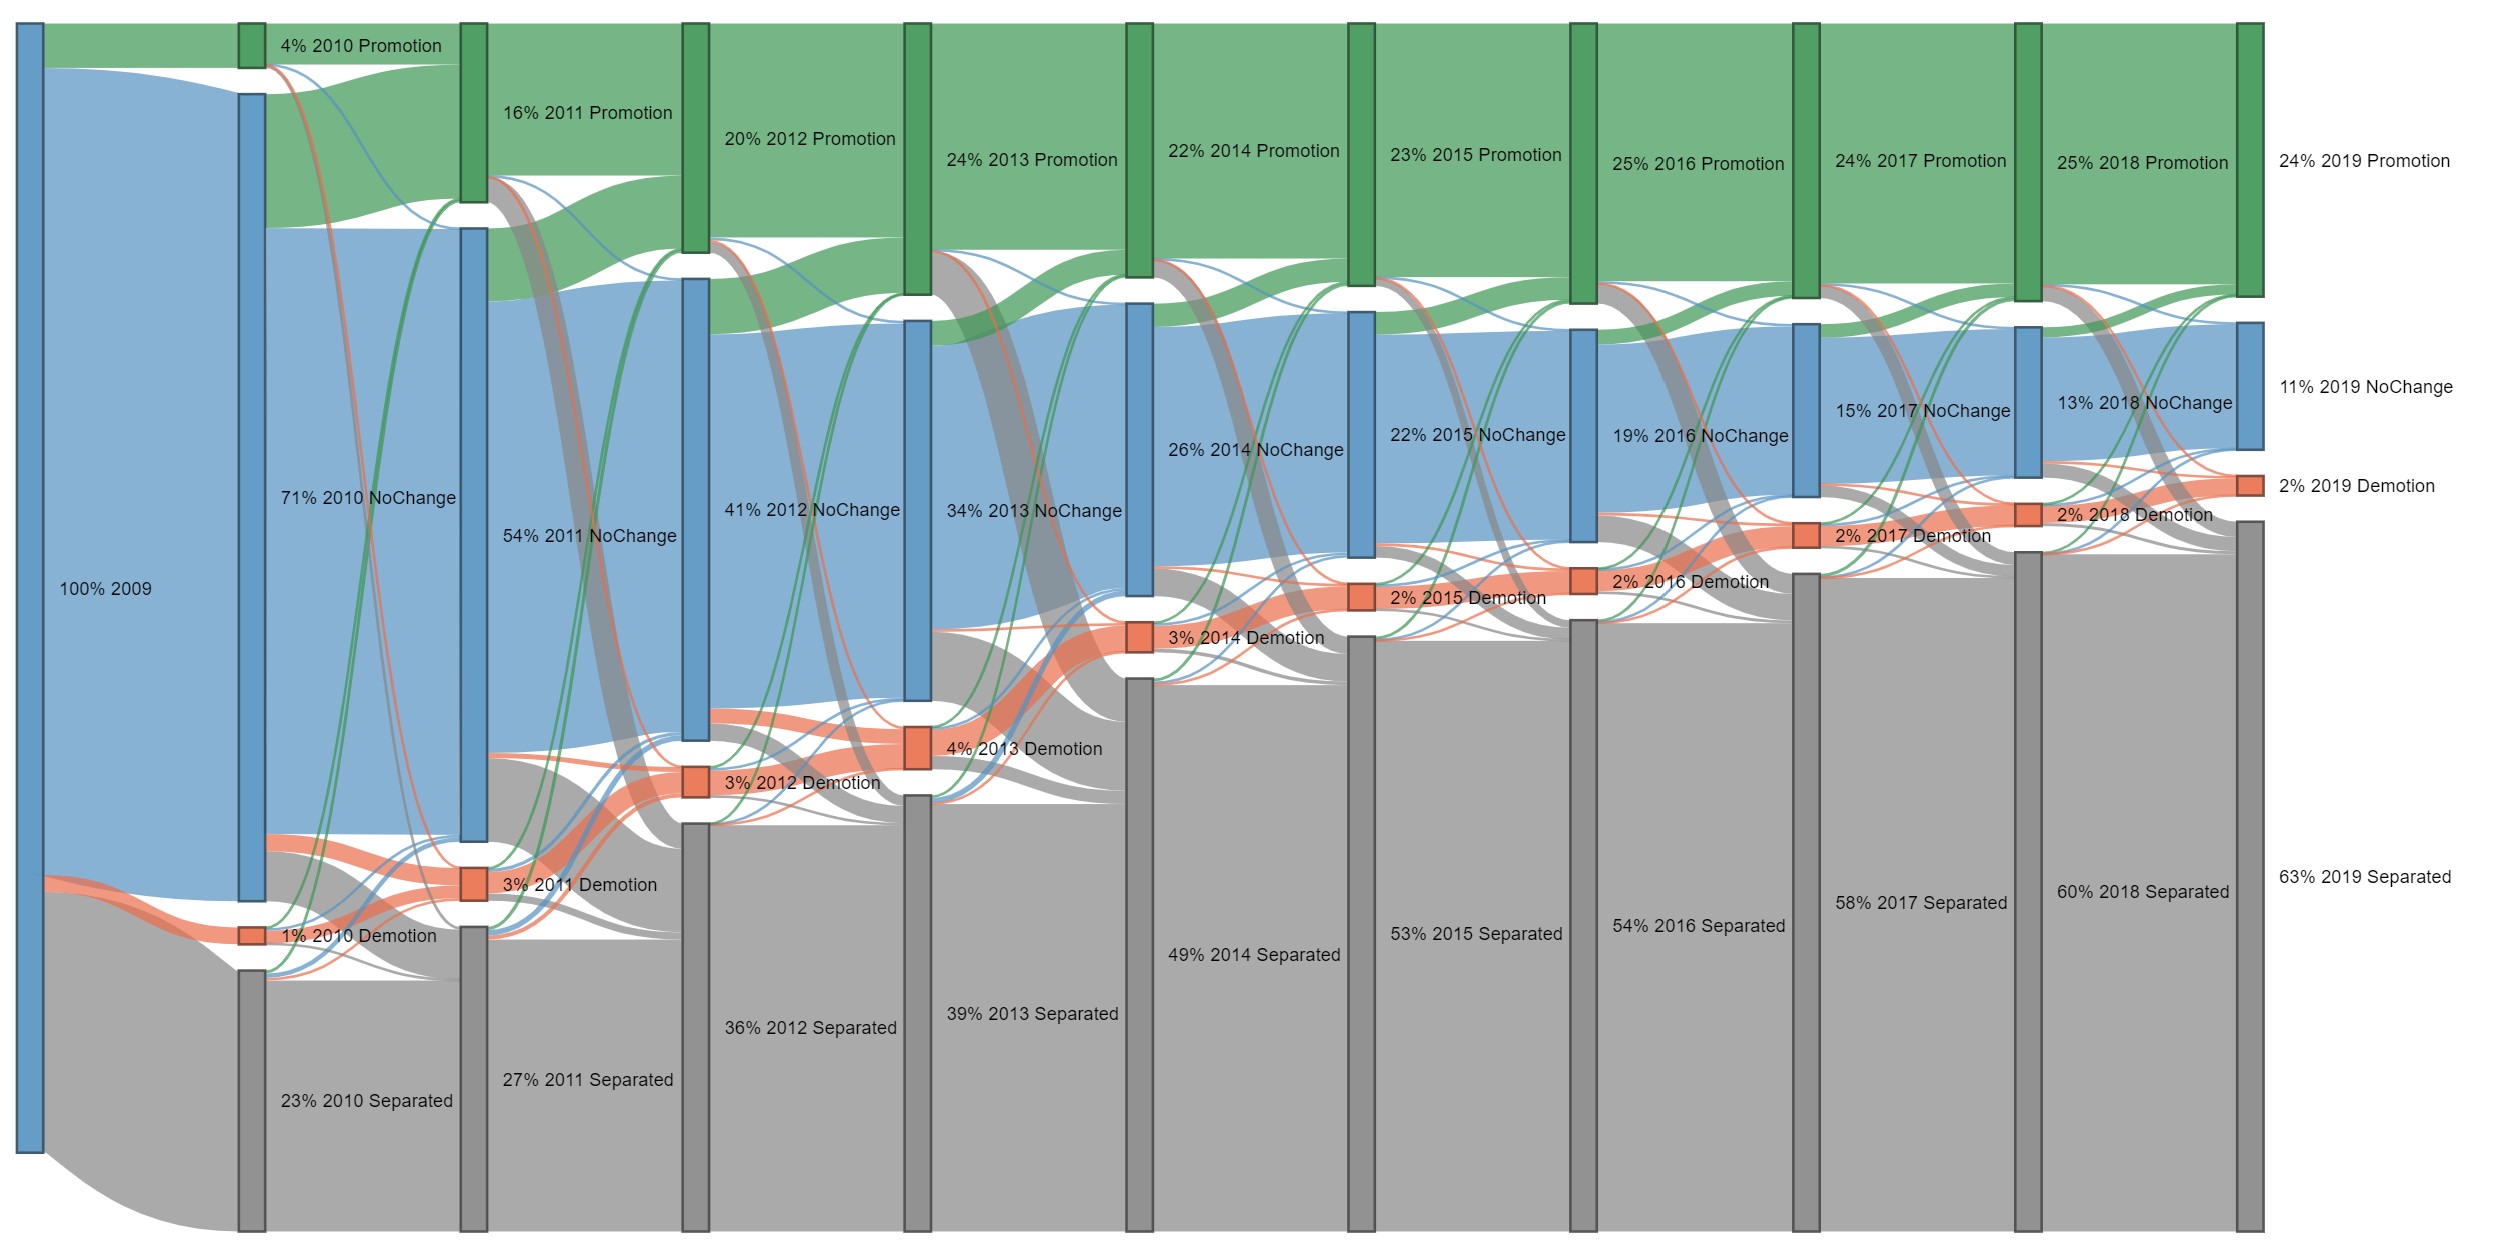 100% 2009
4% 2010 Promotion
71% 2010 NoChange
1% 2010 Demotion
23% 2010 Separated
16% 2011 Promotion
54% 2011 NoChange
3% 2011 Demotion
27% 2011 Separated
20% 2012 Promotion
41% 2012 NoChange
3% 2012 Demotion
36% 2012 Separated
24% 2013 Promotion
34% 2013 NoChange
4% 2013 Demotion
39% 2013 Separated
22% 2014 Promotion
26% 2014 NoChange
3% 2014 Demotion
49% 2014 Separated
23% 2015 Promotion
22% 2015 NoChange
2% 2015 Demotion
53% 2015 Separated
25% 2016 Promotion
19% 2016 NoChange
2% 2016 Demotion
54% 2016 Separated
24% 2017 Promotion
15% 2017 NoChange
2% 2017 Demotion
58% 2017 Separated
25% 2018 Promotion
13% 2018 NoChange
2% 2018 Demotion
60% 2018 Separated
24% 2019 Promotion
11% 2019 NoChange
2% 2019 Demotion
63% 2019 Separated